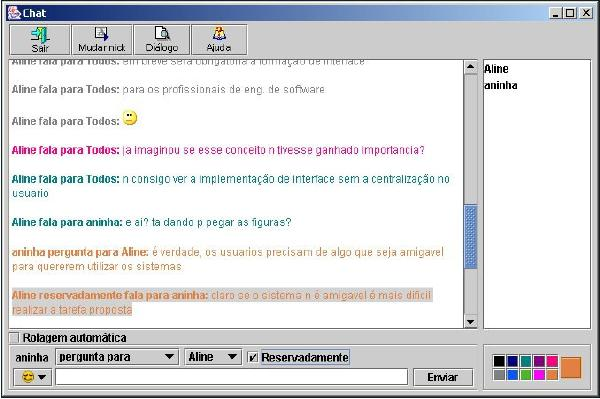 Chat
Sair Mudar nick Diálogo Ajuda
Aline fala para Todos: em breve será obrigatória a formação de interface
Aline fala para Todos: para os profissionais de eng. de software
Aline fala para Todos:
Aline fala para Todos: ja imaginou se esse conceito n tivesse ganhado importancia?
Aline fala para Todos: n consigo ver a implementação de interface sem a centralização no
usuario
Aline fala para aninha: e ai? ta dando p pegar as figuras?
aninha pergunta para Aline: é verdade, os usuarios precisam de algo que seja amigavel
para quererem utilizar os sistemas
Aline reservadamente fala para aninha: claro se o sistema n é amigavel é mais dificil
realizar a tarefa proposta
Aline
aninha
Rolagem automática
aninha pergunta para Aline Reservadamente
Enviar